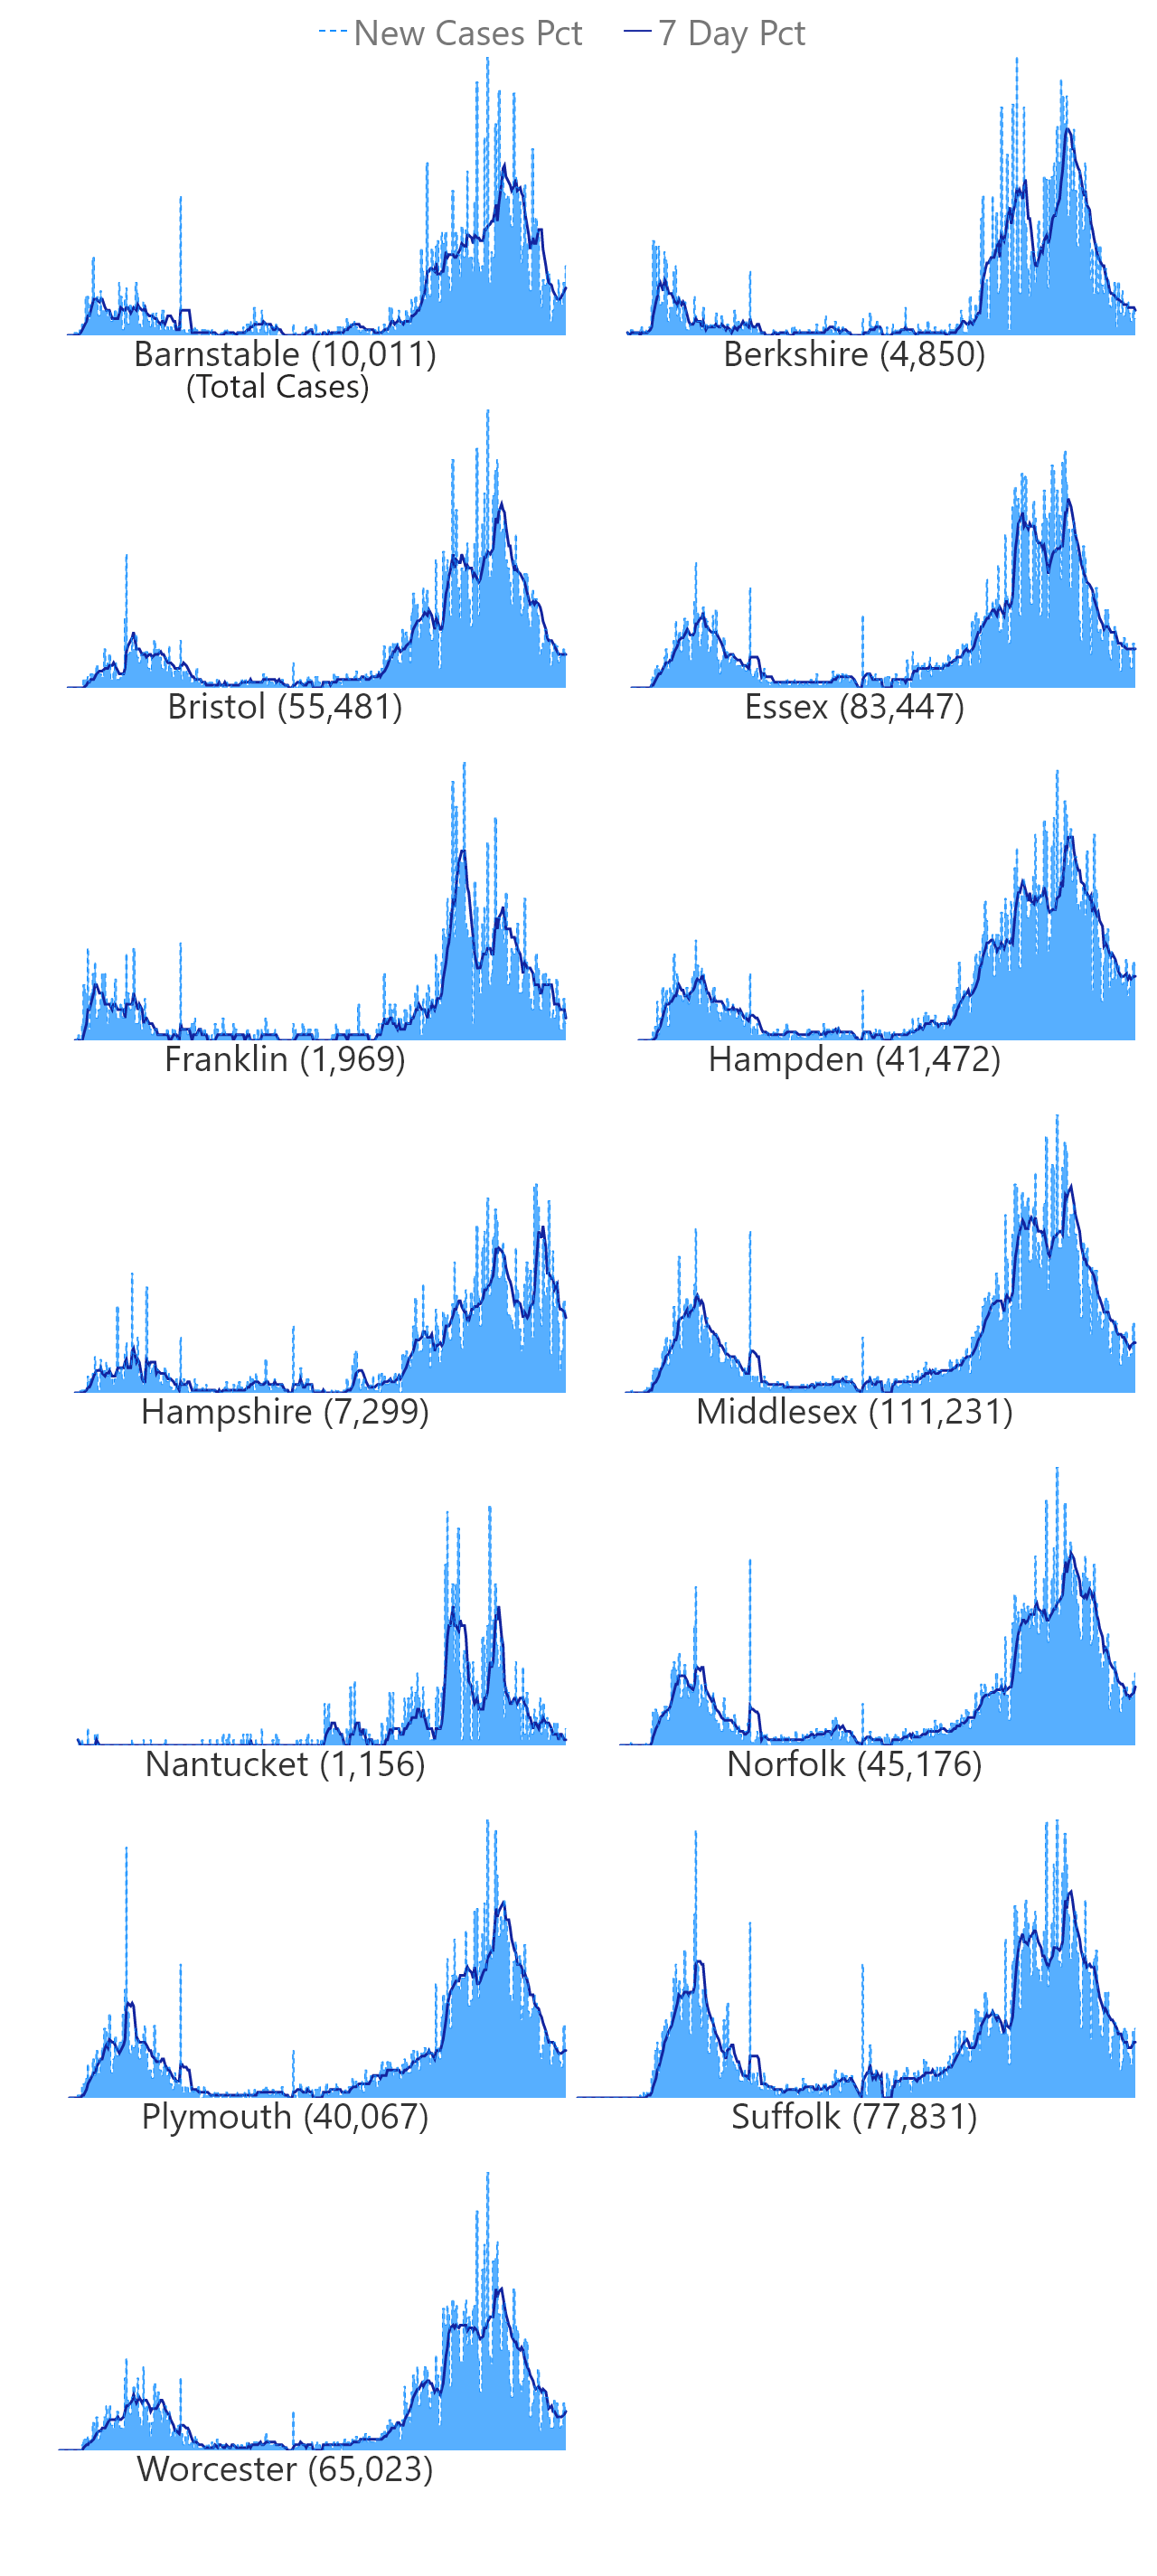 New Cases Pct 7 Day Pct
Barnstable (10,011)
(Total Cases)
Berkshire (4,850)
Bristol (55,481)
Essex (83,447)
Franklin (1,969)
Hampden (41,472)
Hampshire (7,299)
Middlesex (111,231)
Nantucket (1,156)
Norfolk (45,176)
Plymouth (40,067)
Suffolk (77,831)
Worcester (65,023)